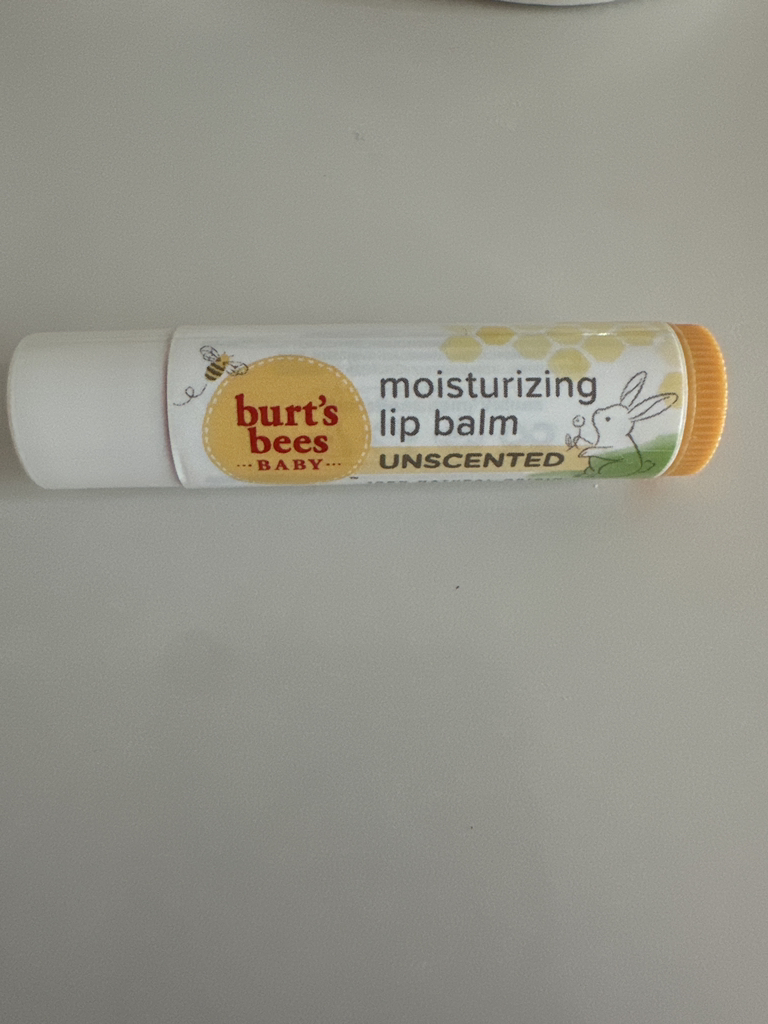 burt's
bees
BABY
moisturizing
lip balm
UNSCENTED